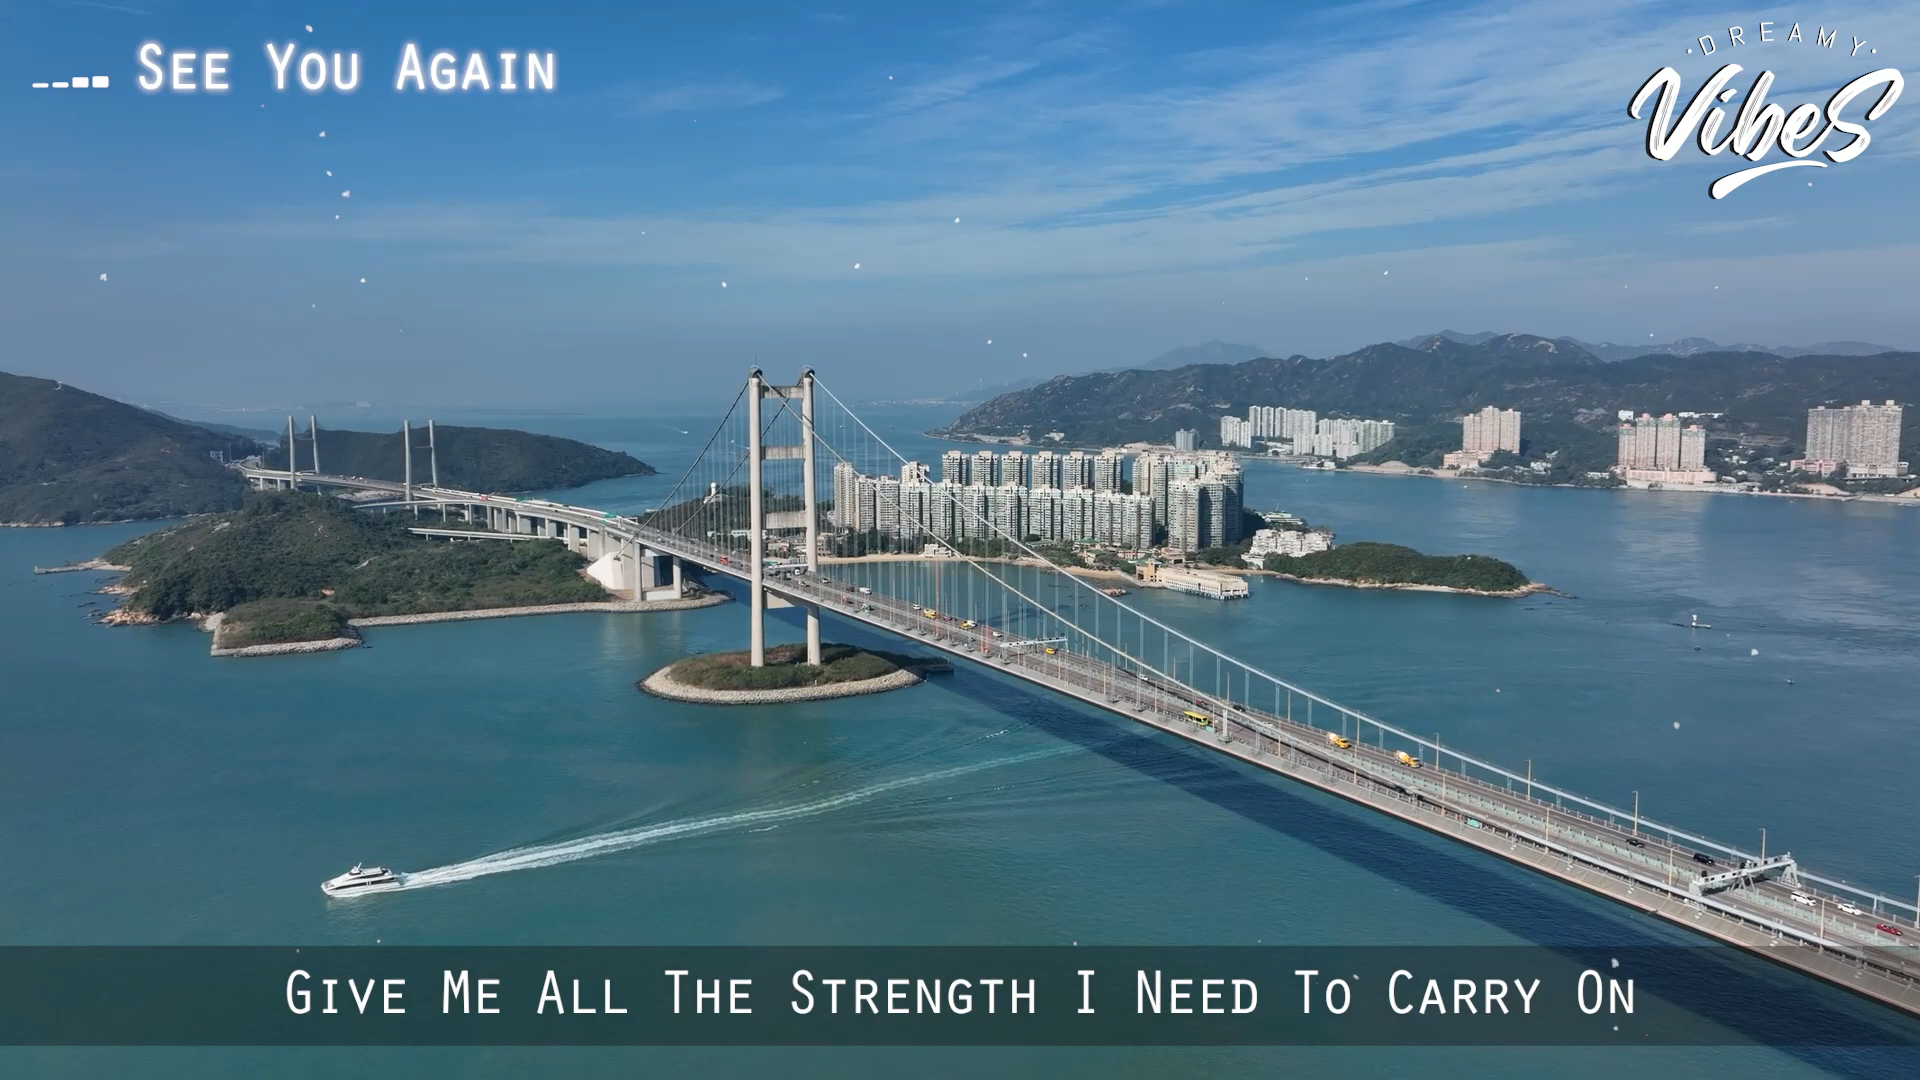 See You Again
DREAMY
Vibes
Give Me All The Strength I Need To Carry On